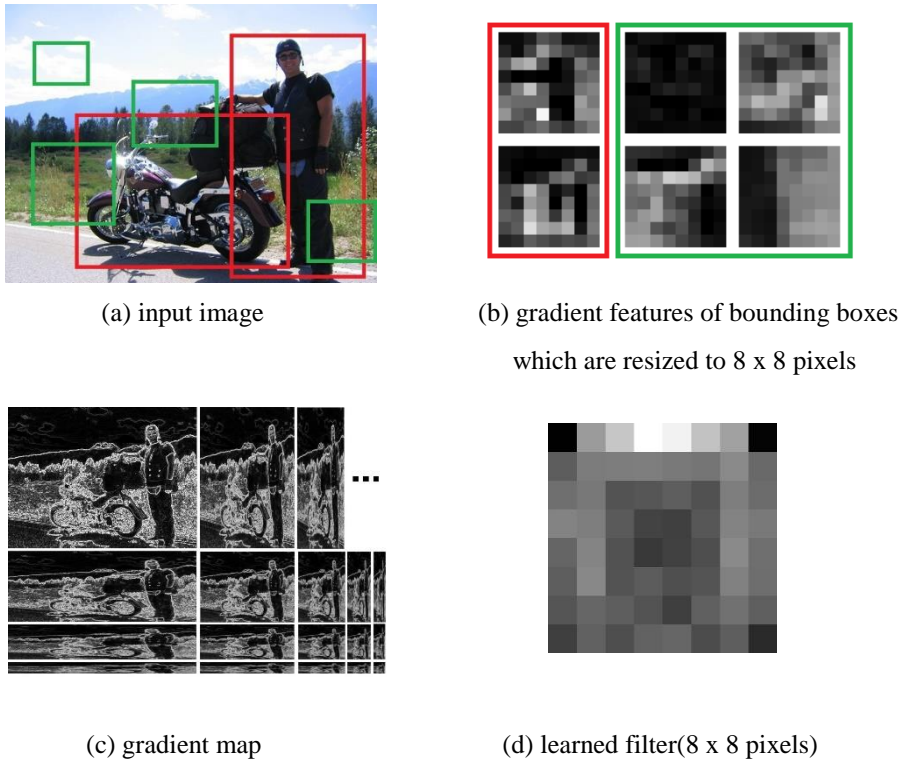 (a) input image
(b) gradient features of bounding boxes
which are resized to 8 x 8 pixels
...
(c) gradient map
(d) learned filter(8 x 8 pixels)